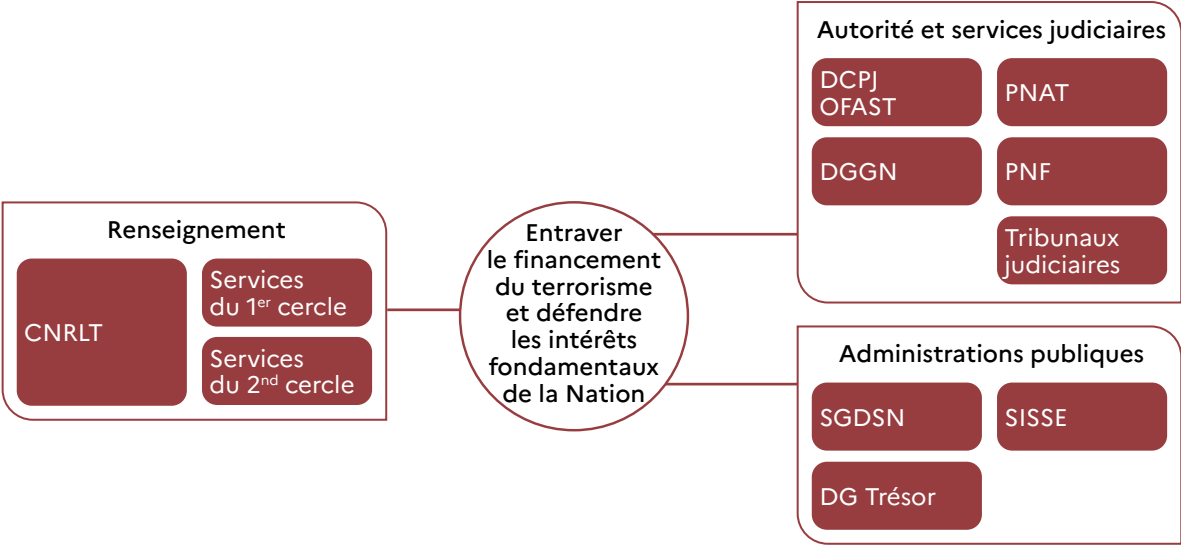 Renseignement
CNRLT
Services
du 1er cercle
Services
du 2nd cercle
Entraver
le financement
du terrorisme
et défendre
les intérêts
fondamentaux
de la Nation
Autorité et services judiciaires
DCPJ
OFAST
PNAT
DGGN
PNF
Tribunaux
judiciaires
Administrations publiques
SGDSN
SISSE
DG Trésor